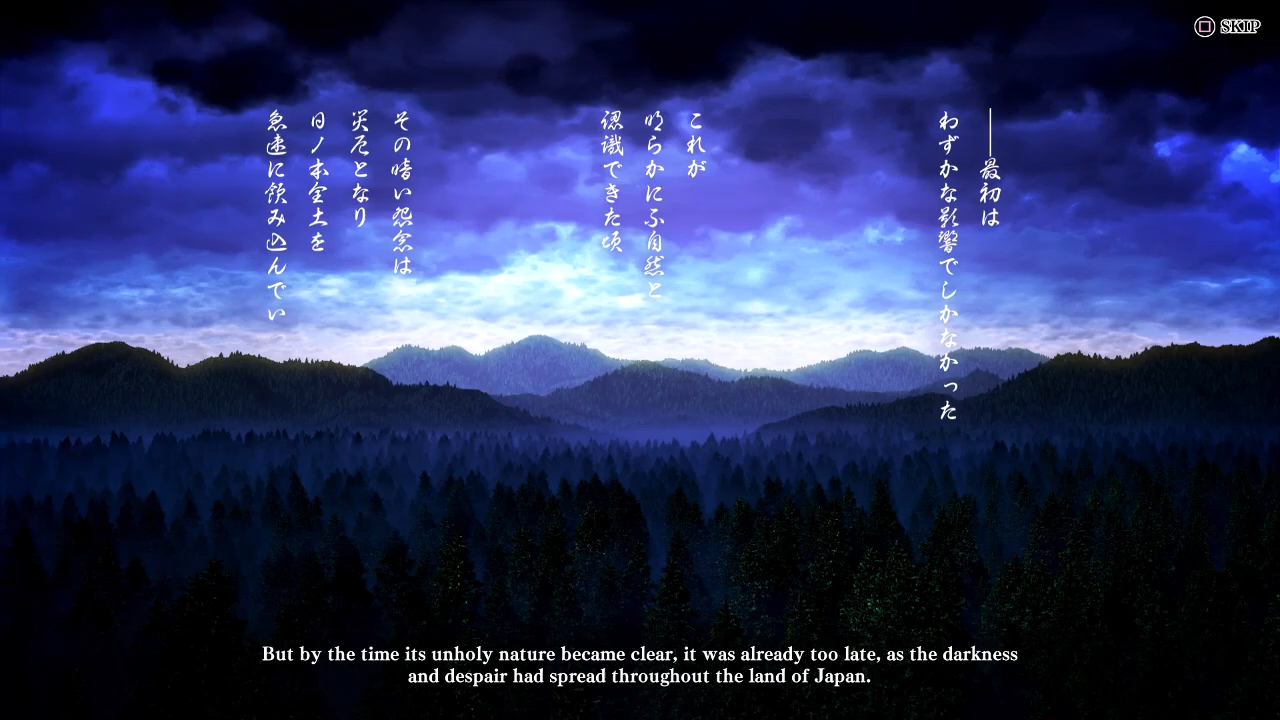 SKIP
――最初は
わずかな影響でしかなかった
これが
明らかにふ自然と
認識できた頃
その暗い怨念は
災厄となり
日ノ本全土を
急速に飲み込んでい
But by the time its unholy nature became clear, it was already too late, as the darkness
and despair had spread throughout the land of Japan.